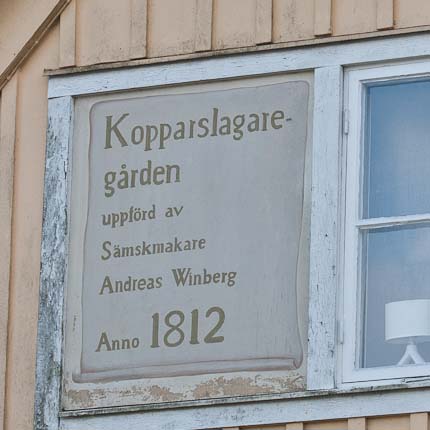 Kopparslagare-
gården
uppförd av
Sämskmakare
Andreas Winberg
Anno 1812